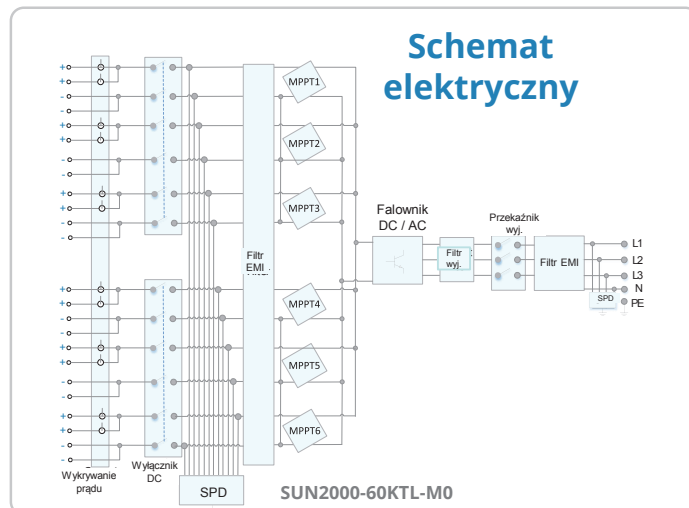 Schemat
elektryczny
MPPT1
MPPT2
MPPT3
Falownik
DC / AC
Przekaźnik
wyj.
Filtr
wyj.
Filtr EMI
L1
L2
L3
N
PE
SPD
Filtr
EMI
MPPT4
MPPT5
MPPT6
Wykrywanie
prądu
Wyłącznik
DC
SPD
SUN2000-60KTL-M0